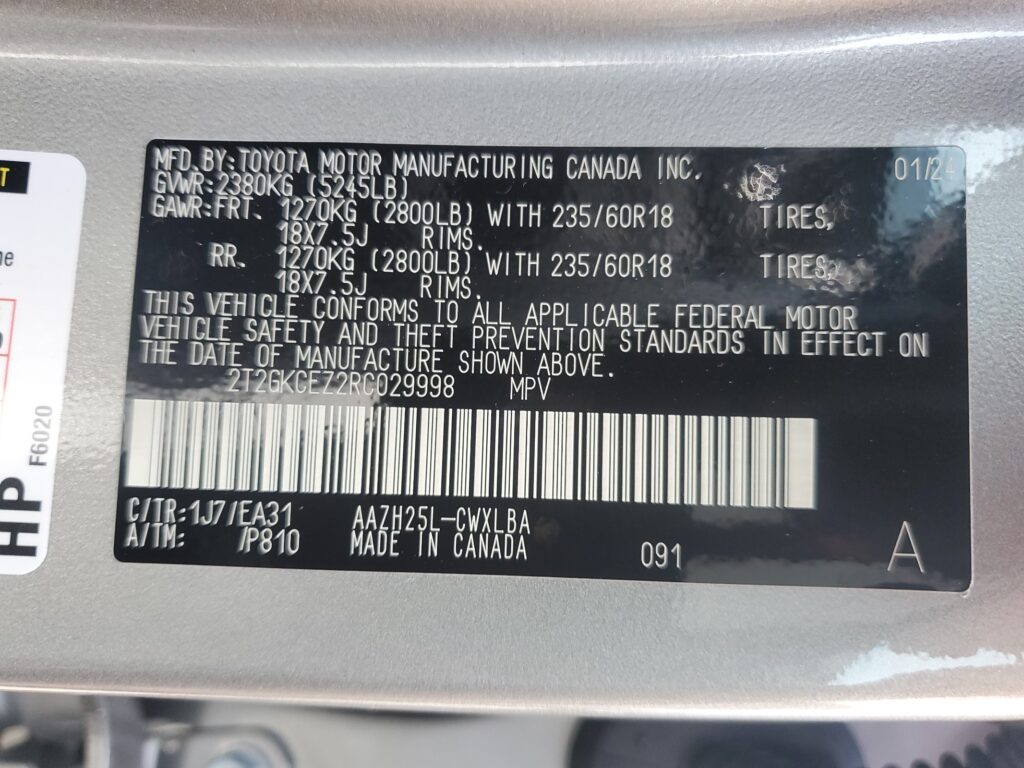 MFD.BY:TOYOTA MOTOR MANUFACTURING CANADA INC. 01/24
GVWR:2380KG (5245LB)
GAWR:FRT. 1270KG (2800LB) WITH 235/60R18 TIRES,
18X7.5J RIMS.
RR. 1270KG (2800LB) WITH 235/60R18 TIRES,
18X7.5J RIMS.
THIS VEHICLE CONFORMS TO ALL APPLICABLE FEDERAL MOTOR
VEHICLE SAFETY AND THEFT PREVENTION STANDARDS IN EFFECT ON
THE DATE OF MANUFACTURE SHOWN ABOVE.
2T2GKCEZ2RC029998 MPV
C/TR:1J7/EA31 AAZH25L-CWXLBA
A/TM: /P810 MADE IN CANADA 091 A
HP
F6020